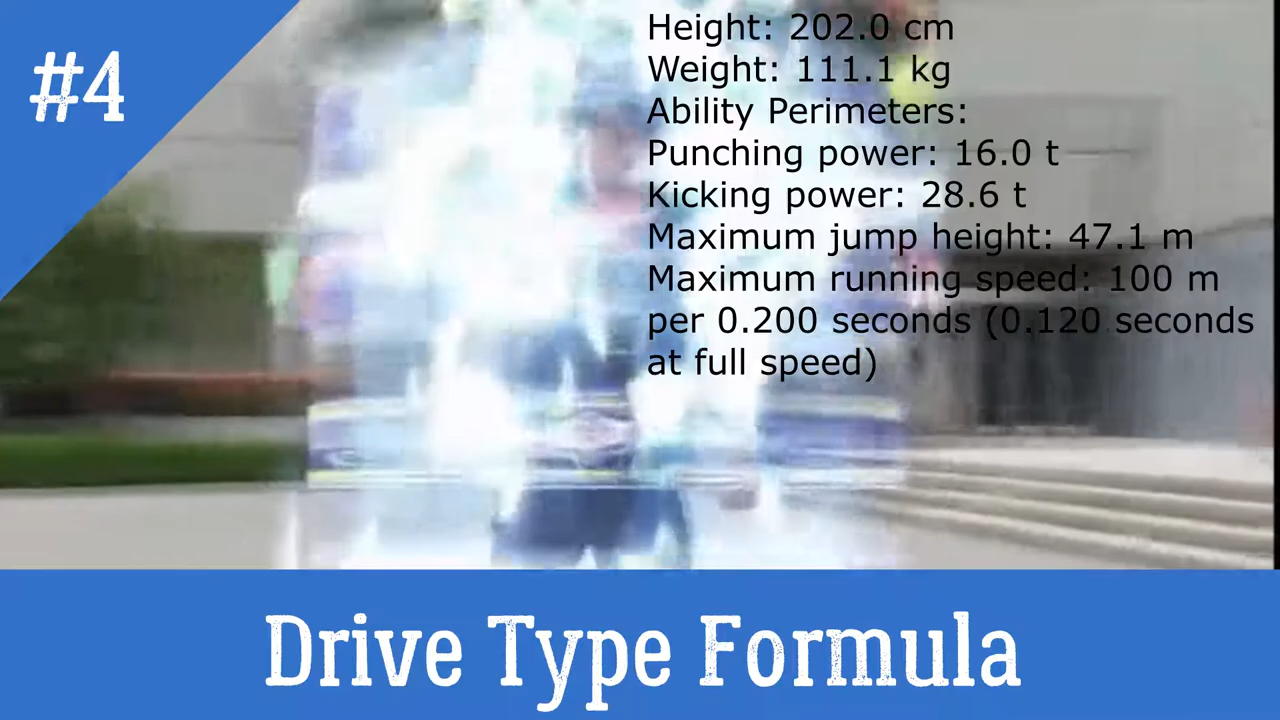 #4
Height: 202.0 cm
Weight: 111.1 kg
Ability Perimeters:
Punching power: 16.0 t
Kicking power: 28.6 t
Maximum jump height: 47.1 m
Maximum running speed: 100 m
per 0.200 seconds (0.120 seconds
at full speed)
Drive Type Formula